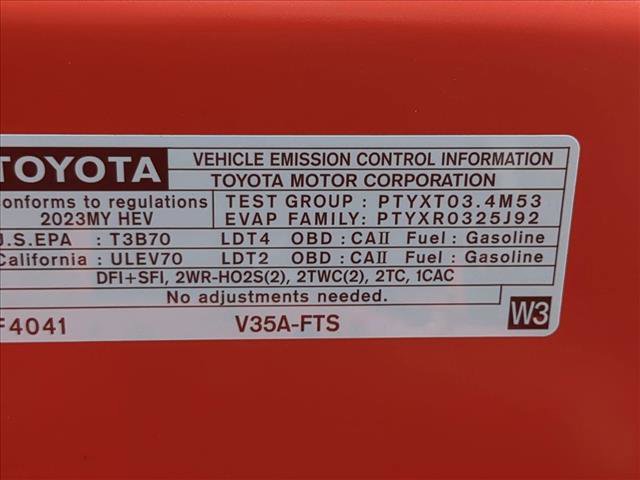 TOYOTA
VEHICLE EMISSION CONTROL INFORMATION
TOYOTA MOTOR CORPORATION
onforms to regulations
2023MY HEV
TEST GROUP : PTYXT03.4M53
EVAP FAMILY: PTYXR0325J92
U.S.EPA : T3B70 LDT4 OBD : CAII Fuel : Gasoline
California : ULEV70 LDT2 OBD : CAII Fuel : Gasoline
DFI+SFI, 2WR-HO2S(2), 2TWC(2), 2TC, 1CAC
No adjustments needed.
F4041 V35A-FTS W3